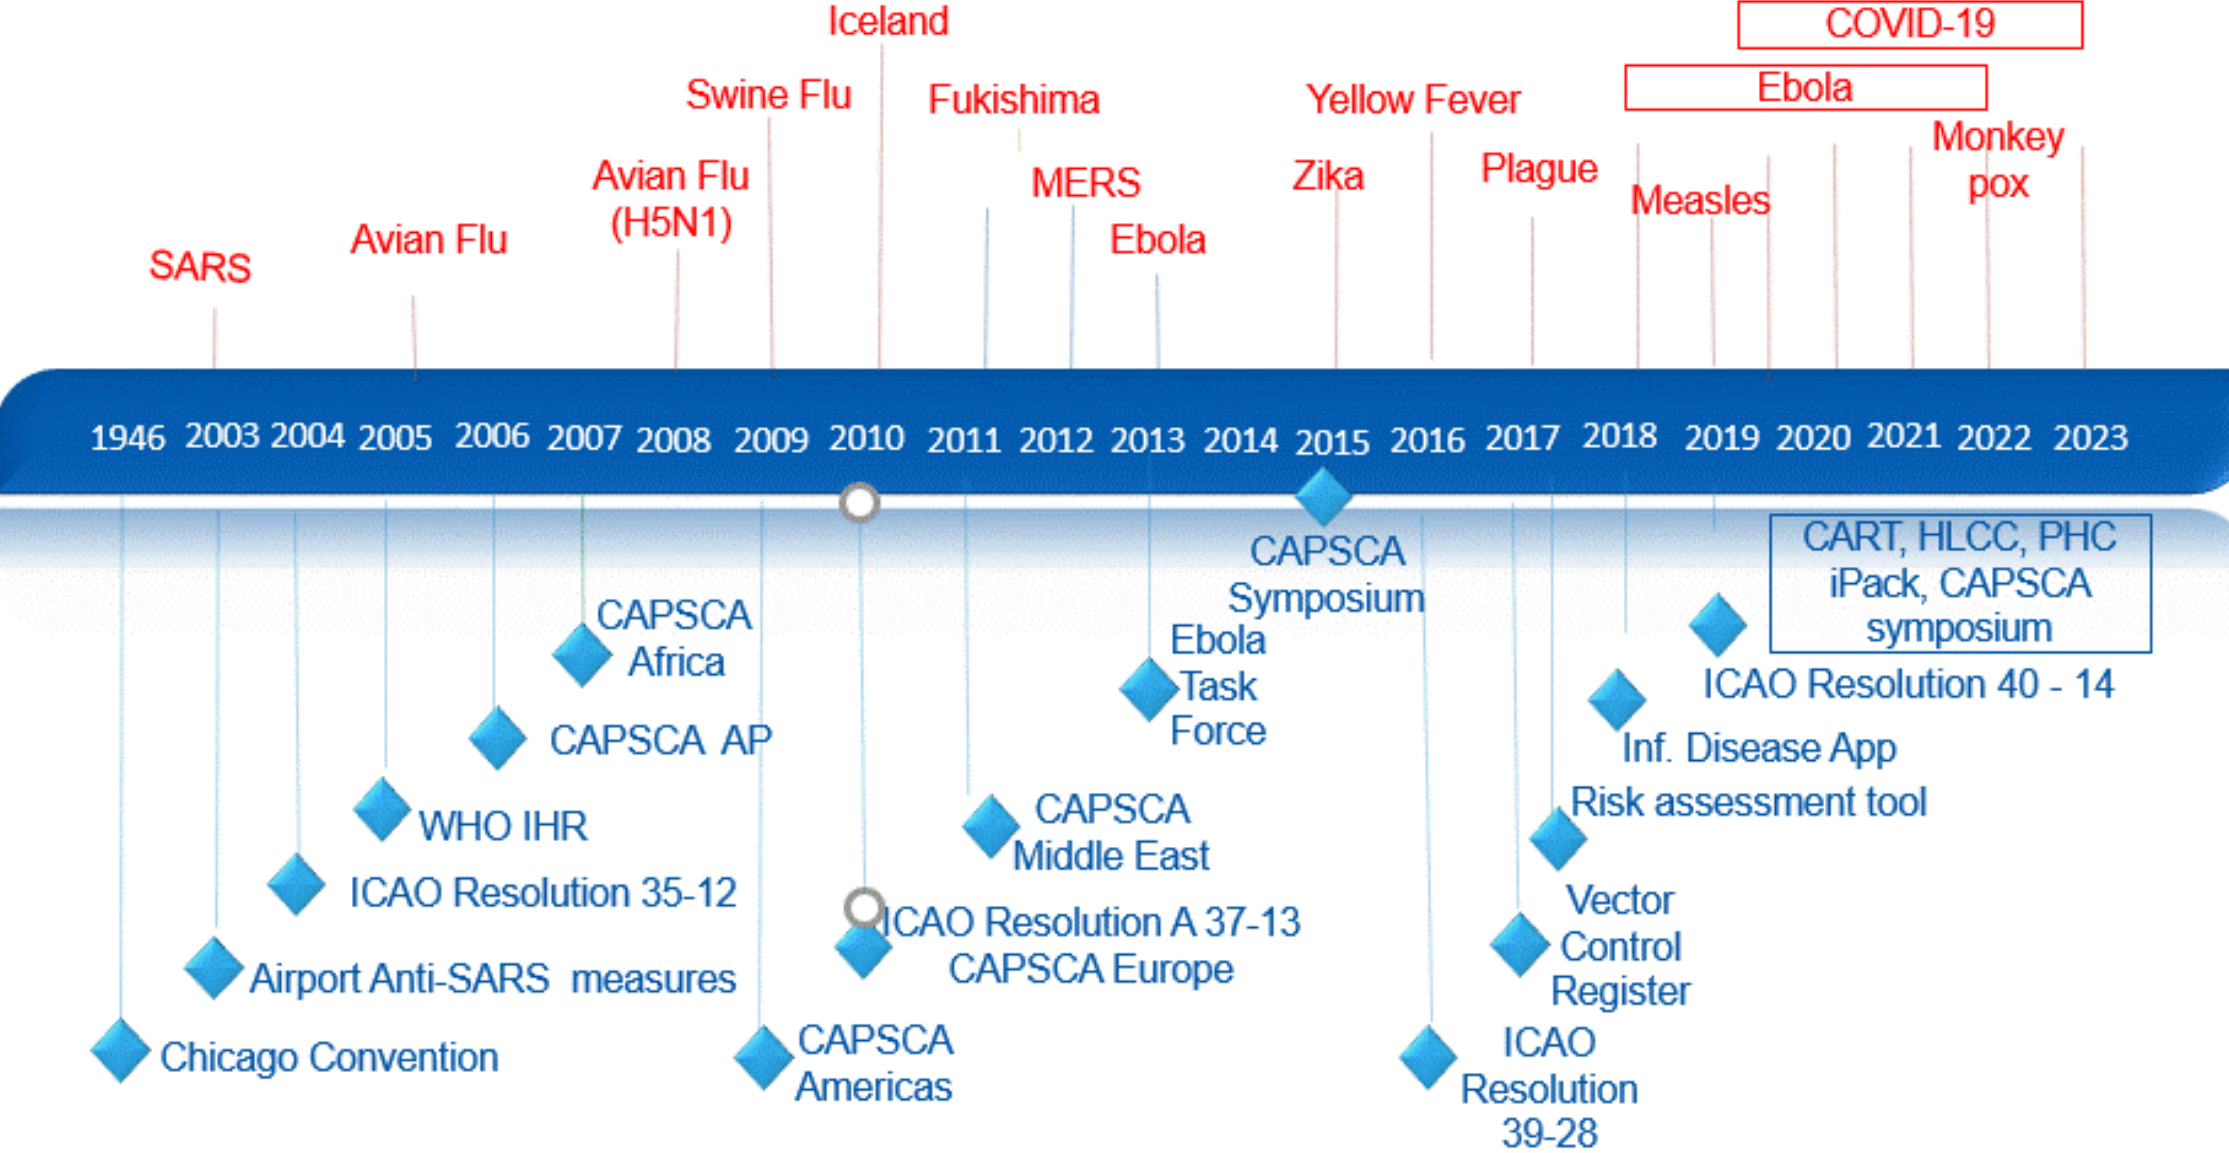 Iceland
COVID-19
Swine Flu
Fukishima
Yellow Fever
Ebola
Avian Flu
(H5N1)
MERS
Zika
Plague
Measles
Monkey
pox
SARS
Avian Flu
Ebola
1946 2003 2004 2005 2006 2007 2008 2009 2010 2011 2012 2013 2014 2015 2016 2017 2018 2019 2020 2021 2022 2023
CAPSCA
Symposium
CART, HLCC, PHC
iPack, CAPSCA
symposium
CAPSCA
Africa
Ebola
Task
Force
ICAO Resolution 40 - 14
CAPSCA AP
Inf. Disease App
WHO IHR
CAPSCA
Middle East
Risk assessment tool
ICAO Resolution 35-12
ICAO Resolution A 37-13
CAPSCA Europe
Vector
Control
Register
Airport Anti-SARS measures
Chicago Convention
CAPSCA
Americas
ICAO
Resolution
39-28